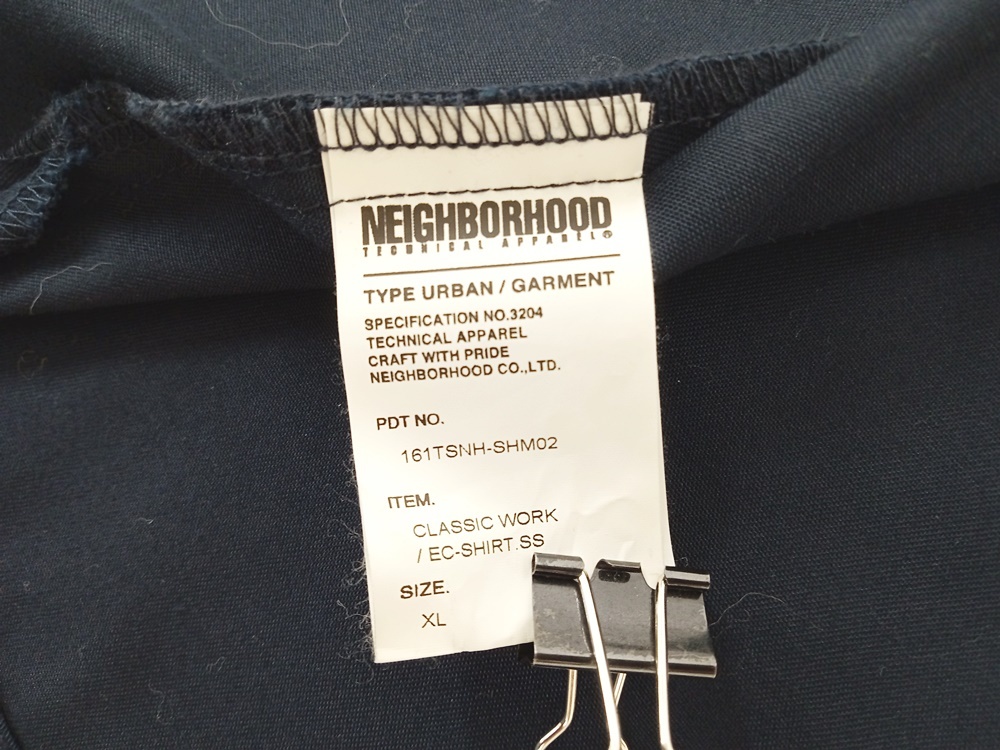 NEIGHBORHOOD
TECHNICAL APPAREL®
TYPE URBAN / GARMENT
SPECIFICATION NO.3204
TECHNICAL APPAREL
CRAFT WITH PRIDE
NEIGHBORHOOD CO.,LTD.
PDT NO.
161TSNH-SHM02
ITEM.
CLASSIC WORK
/ EC-SHIRT.SS
SIZE.
XL